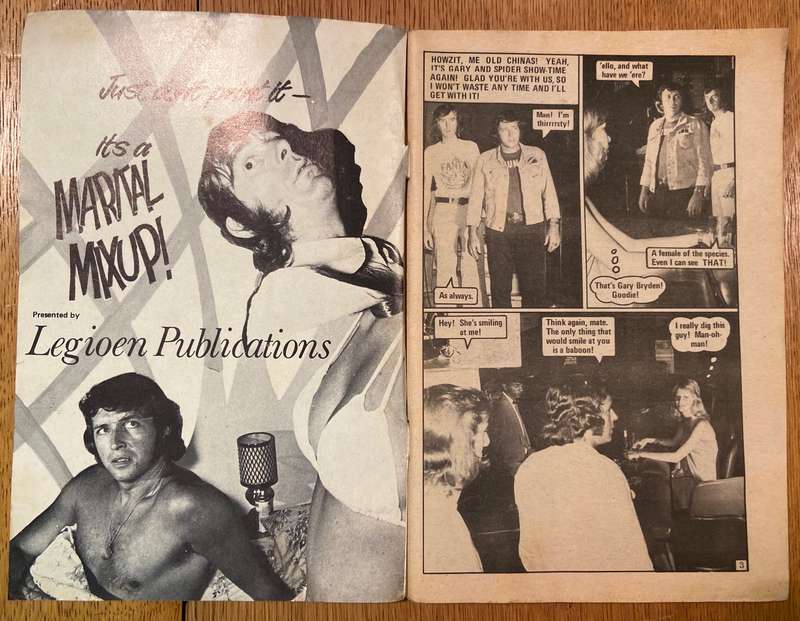 Just
it —
it's a
MARITAL
MIXUP!
Presented by
Legioen Publications
HOWZIT, ME OLD CHINAS! YEAH,
IT'S GARY AND SPIDER SHOW-TIME
AGAIN! GLAD YOU'RE WITH US, SO
I WON'T WASTE ANY TIME AND I'LL
GET WITH IT!
Man! I'm
thirrrrsty!
As always.
'ello, and what
have we 'ere?
A female of the species.
Even I can see THAT!
That's Gary Bryden!
Goodie!
Hey! She's smiling
at me!
Think again, mate.
The only thing that
would smile at you
is a baboon!
I really dig this
guy! Man-oh-
man!
3